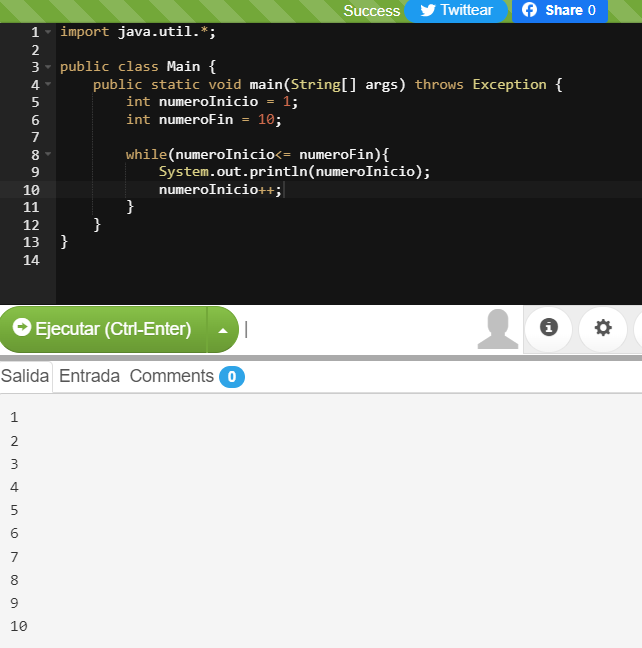 Success Twittear Share 0
1 import java.util.*;
2
3 public class Main {
4 public static void main(String[] args) throws Exception {
5 int numeroInicio = 1;
6 int numeroFin = 10;
7
8 while(numeroInicio<= numeroFin){
9 System.out.println(numeroInicio);
10 numeroInicio++;
11 }
12 }
13 }
14
Ejecutar (Ctrl-Enter)
Salida Entrada Comments 0
1
2
3
4
5
6
7
8
9
10